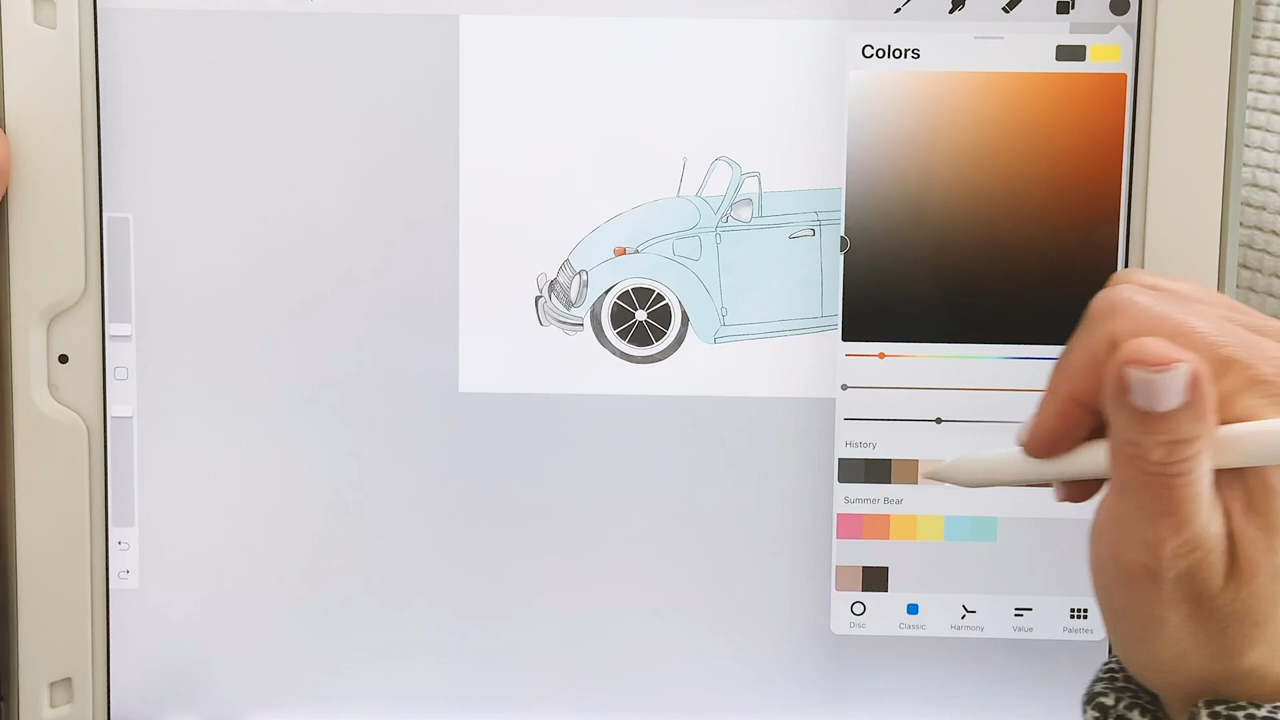 Colors
History
Summer Bear
Disc
Classic
Harmony
Value
Palettes